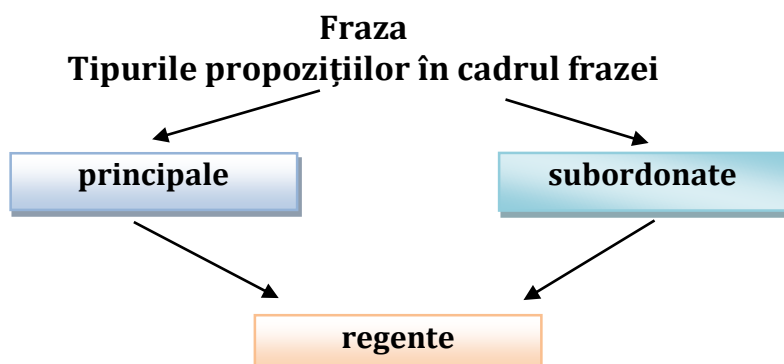 Fraza
Tipurile propozițiilor în cadrul frazei
principale
subordonate
regente